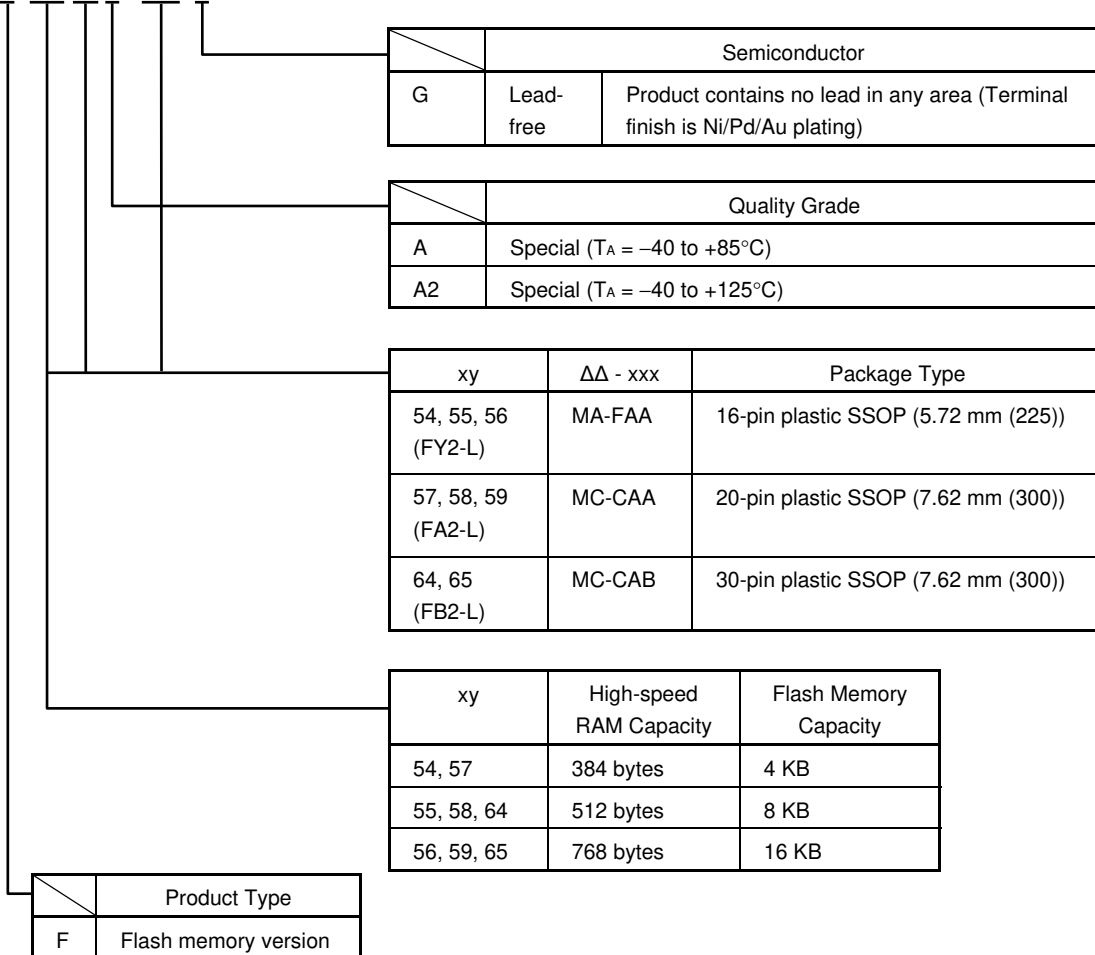 Semiconductor
G Lead-free Product contains no lead in any area (Terminal finish is Ni/Pd/Au plating)
Quality Grade
A Special (TA = −40 to +85°C)
A2 Special (TA = −40 to +125°C)
xy ΔΔ - xxx Package Type
54, 55, 56 MA-FAA 16-pin plastic SSOP (5.72 mm (225))
(FY2-L)
57, 58, 59 MC-CAA 20-pin plastic SSOP (7.62 mm (300))
(FA2-L)
64, 65 MC-CAB 30-pin plastic SSOP (7.62 mm (300))
(FB2-L)
xy High-speed RAM Capacity Flash Memory Capacity
54, 57 384 bytes 4 KB
55, 58, 64 512 bytes 8 KB
56, 59, 65 768 bytes 16 KB
Product Type
F Flash memory version